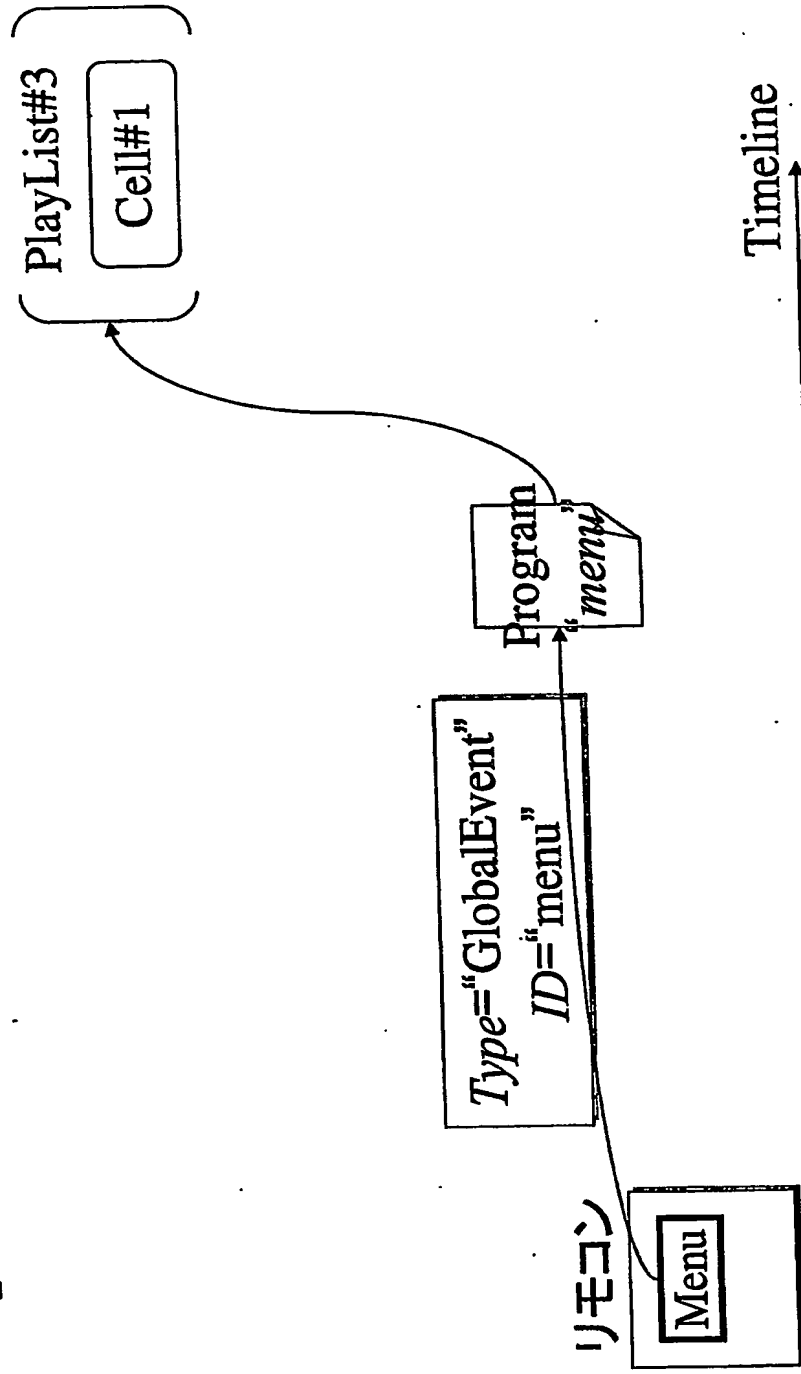 PlayList#3
Cell#1
Timeline
Program
“menu”
Type=“GlobalEvent”
ID=“menu”
リモコン
Menu